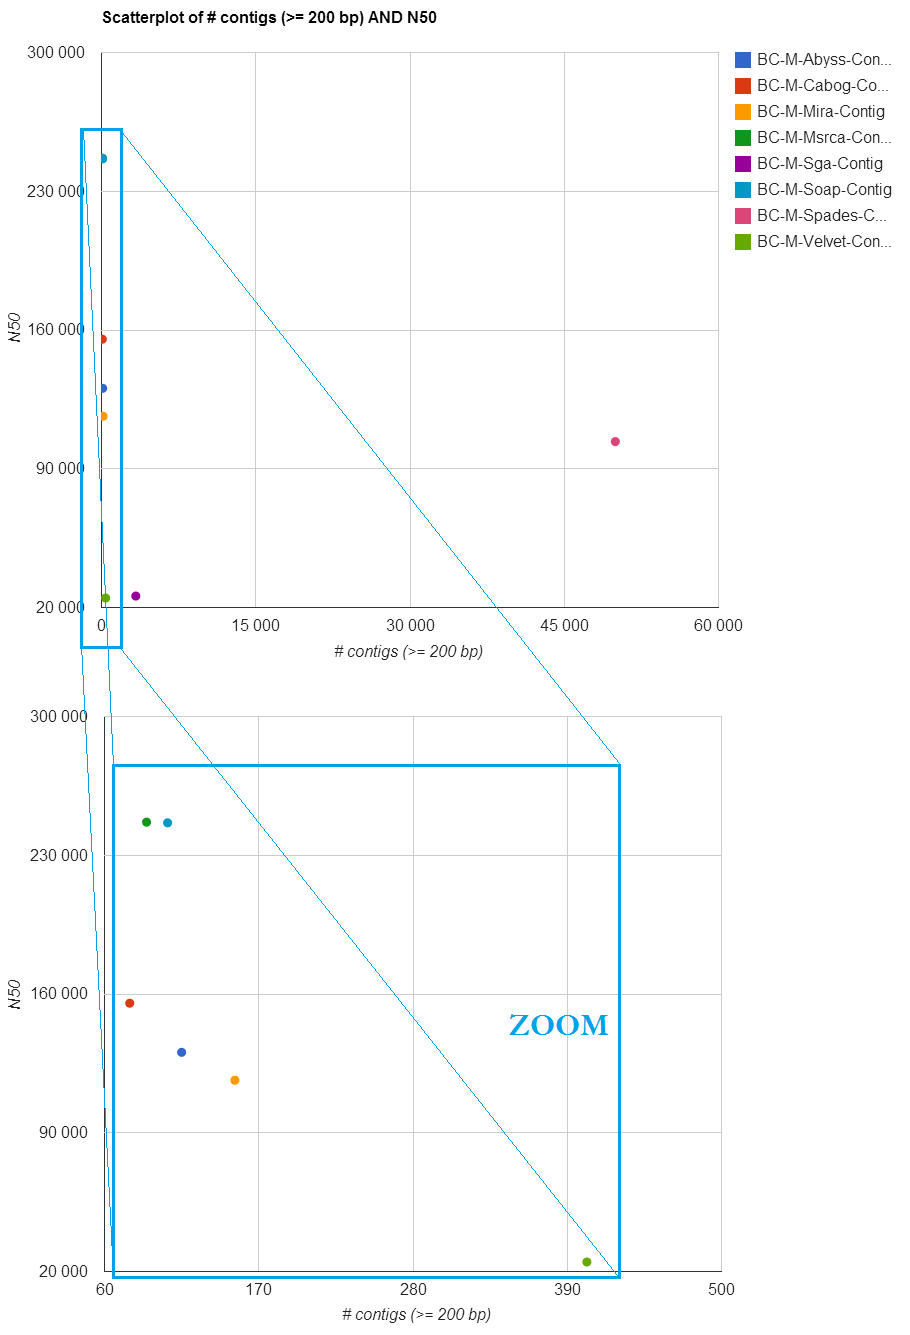 Scatterplot of # contigs (>= 200 bp) AND N50
300 000
230 000
160 000
90 000
20 000
N50
0 15 000 30 000 45 000 60 000
# contigs (>= 200 bp)
BC-M-Abyss-Con...
BC-M-Cabog-Co...
BC-M-Mira-Contig
BC-M-Msrca-Con...
BC-M-Sga-Contig
BC-M-Soap-Contig
BC-M-Spades-C...
BC-M-Velvet-Con...
300 000
230 000
160 000
90 000
20 000
N50
ZOOM
60 170 280 390 500
# contigs (>= 200 bp)